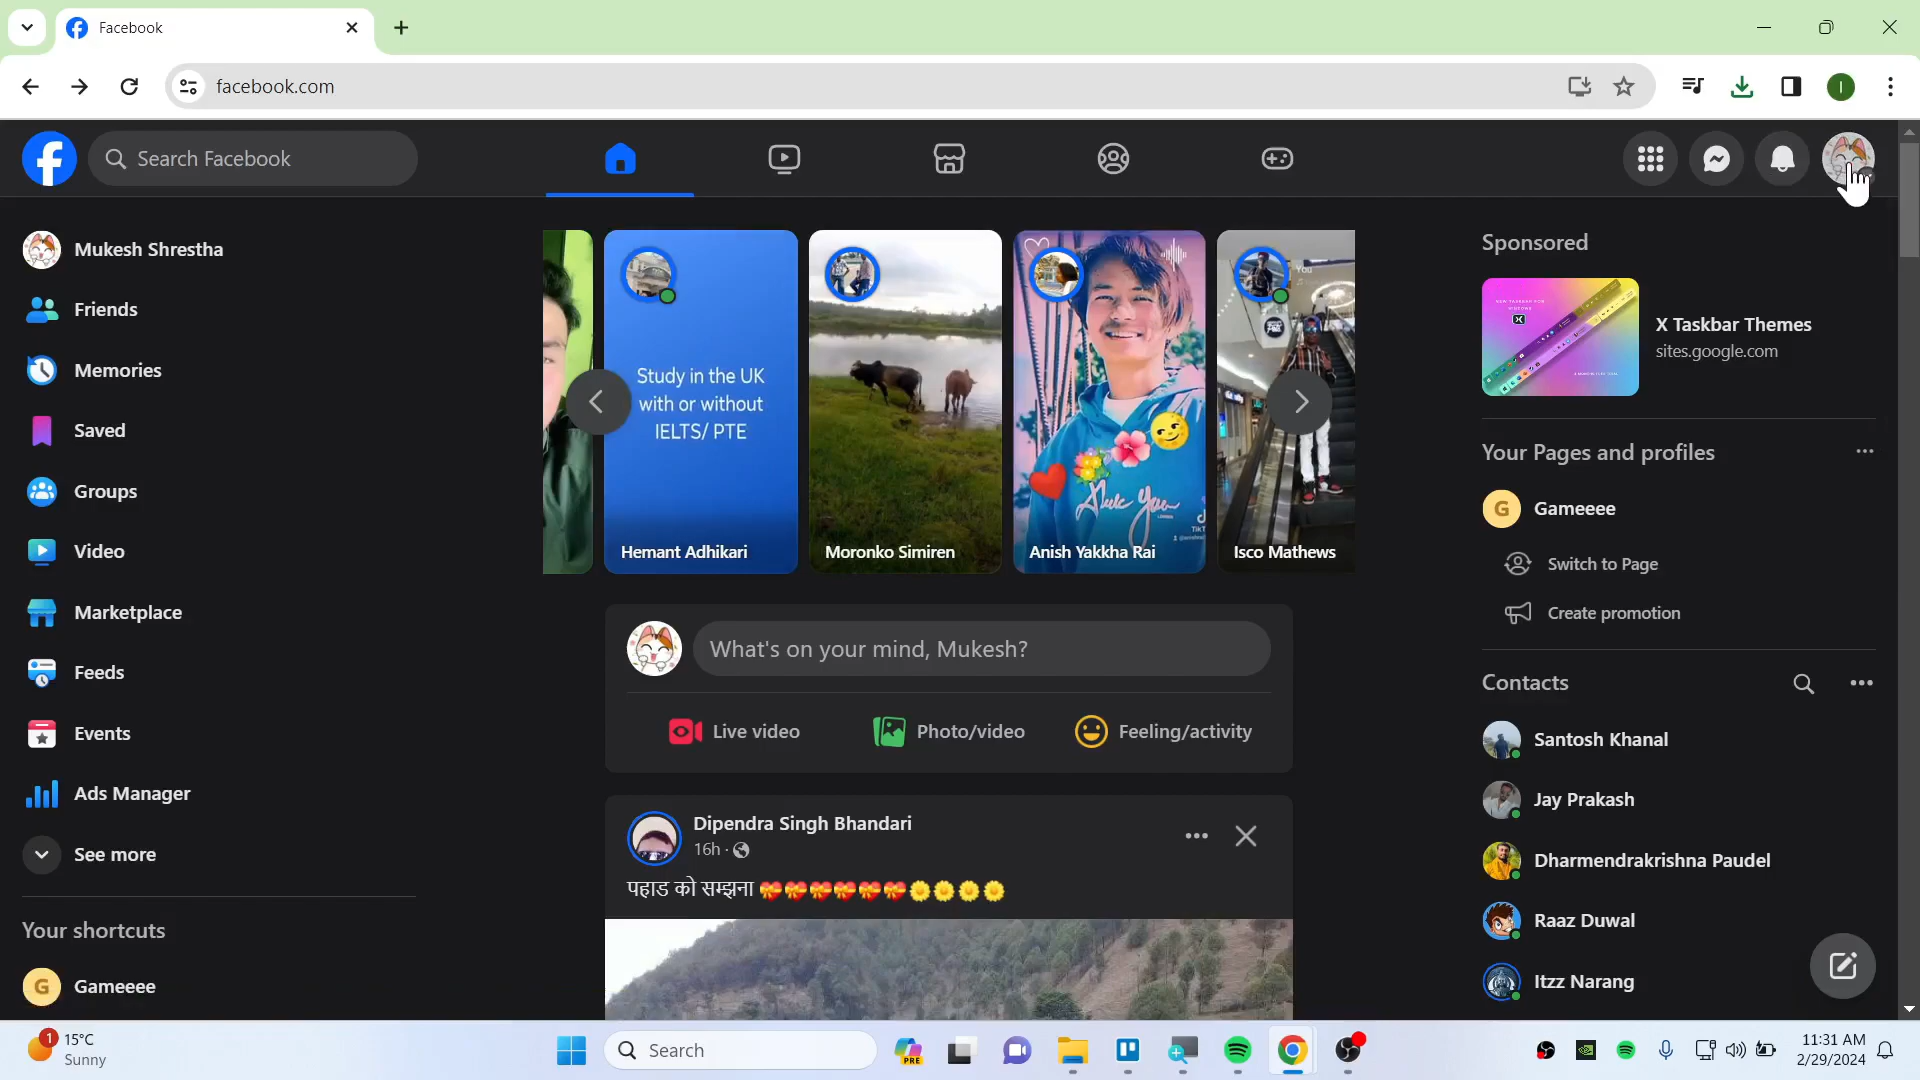 Facebook
facebook.com
I
Search Facebook
Mukesh Shrestha
Friends
Memories
Saved
Groups
Video
Marketplace
Feeds
Events
Ads Manager
See more
Your shortcuts
G Gameeee
Study in the UK
with or without
IELTS/ PTE
Hemant Adhikari
Moronko Simiren
Anish Yakkha Rai
Isco Mathews
What's on your mind, Mukesh?
Live video
Photo/video
Feeling/activity
Dipendra Singh Bhandari
16h ·
पहाड को सम्झना 💝💝💝💝💝💝🌼🌼🌼🌼
Sponsored
X Taskbar Themes
sites.google.com
Your Pages and profiles
G Gameeee
Switch to Page
Create promotion
Contacts
Santosh Khanal
Jay Prakash
Dharmendrakrishna Paudel
Raaz Duwal
Itzz Narang
1
15°C
Sunny
Search
PRE
11:31 AM
2/29/2024